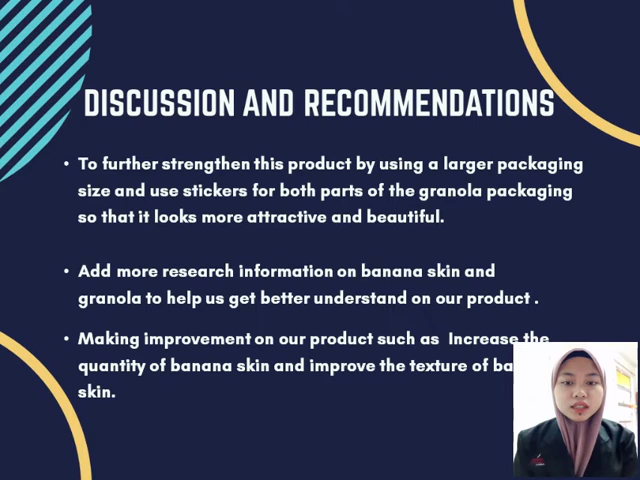 DISCUSSION AND RECOMMENDATIONS
• To further strengthen this product by using a larger packaging
size and use stickers for both parts of the granola packaging
so that it looks more attractive and beautiful.
• Add more research information on banana skin and
granola to help us get better understand on our product .
• Making improvement on our product such as Increase the
quantity of banana skin and improve the texture of
skin.